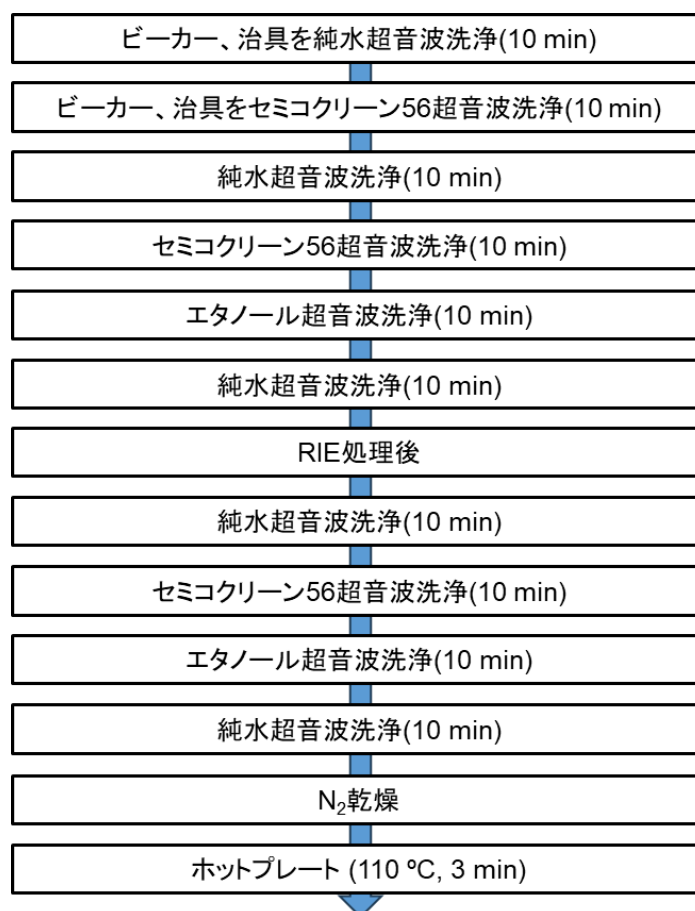 ビーカー、治具を純水超音波洗浄(10 min)
ビーカー、治具をセミコクリーン56超音波洗浄(10 min)
純水超音波洗浄(10 min)
セミコクリーン56超音波洗浄(10 min)
エタノール超音波洗浄(10 min)
純水超音波洗浄(10 min)
RIE処理後
純水超音波洗浄(10 min)
セミコクリーン56超音波洗浄(10 min)
エタノール超音波洗浄(10 min)
純水超音波洗浄(10 min)
N₂乾燥
ホットプレート (110 ºC, 3 min)